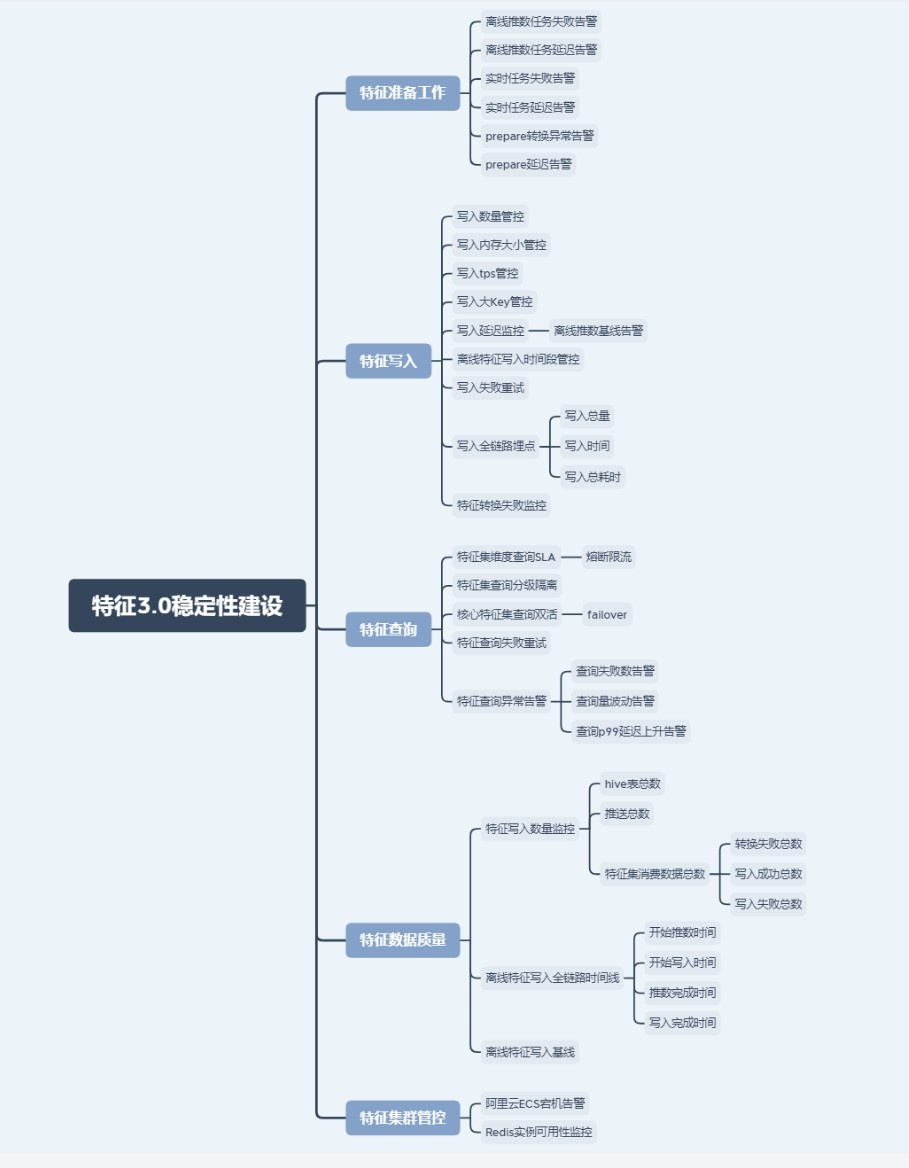 特征3.0稳定性建设
特征准备工作
离线推数任务失败告警
离线推数任务延迟告警
实时任务失败告警
实时任务延迟告警
prepare转换异常告警
prepare延迟告警
特征写入
写入数量管控
写入内存大小管控
写入tps管控
写入大Key管控
写入延迟监控
离线推数基线告警
离线特征写入时间段管控
写入失败重试
写入全链路埋点
写入总量
写入时间
写入总耗时
特征转换失败监控
特征查询
特征集维度查询SLA
熔断限流
特征集查询分级隔离
核心特征集查询双活
failover
特征查询失败重试
特征查询异常告警
查询失败数告警
查询量波动告警
查询p99延迟上升告警
特征数据质量
特征写入数量监控
hive表总数
推送总数
特征集消费数据总数
转换失败总数
写入成功总数
写入失败总数
离线特征写入全链路时间线
开始推数时间
开始写入时间
推数完成时间
写入完成时间
离线特征写入基线
特征集群管控
阿里云ECS宕机告警
Redis实例可用性监控